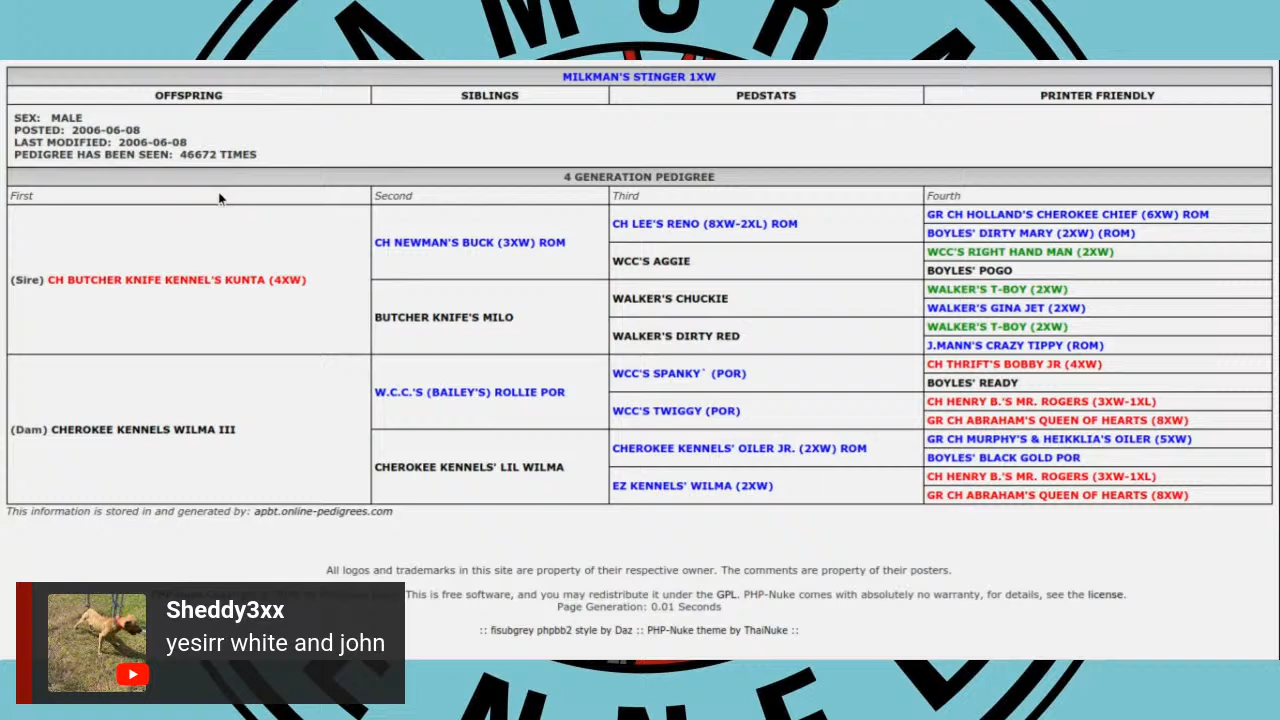 AMURA
MILKMAN'S STINGER 1XW
OFFSPRING SIBLINGS PEDSTATS PRINTER FRIENDLY
SEX: MALE
POSTED: 2006-06-08
LAST MODIFIED: 2006-06-08
PEDIGREE HAS BEEN SEEN: 46672 TIMES
4 GENERATION PEDIGREE
First Second Third Fourth
(Sire) CH BUTCHER KNIFE KENNEL'S KUNTA (4XW)
CH NEWMAN'S BUCK (3XW) ROM
CH LEE'S RENO (8XW-2XL) ROM
GR CH HOLLAND'S CHEROKEE CHIEF (6XW) ROM
BOYLES' DIRTY MARY (2XW) (ROM)
WCC'S AGGIE
WCC'S RIGHT HAND MAN (2XW)
BOYLES' POGO
BUTCHER KNIFE'S MILO
WALKER'S CHUCKIE
WALKER'S T-BOY (2XW)
WALKER'S GINA JET (2XW)
WALKER'S DIRTY RED
WALKER'S T-BOY (2XW)
J.MANN'S CRAZY TIPPY (ROM)
(Dam) CHEROKEE KENNELS WILMA III
W.C.C.'S (BAILEY'S) ROLLIE POR
WCC'S SPANKY` (POR)
CH THRIFT'S BOBBY JR (4XW)
BOYLES' READY
WCC'S TWIGGY (POR)
CH HENRY B.'S MR. ROGERS (3XW-1XL)
GR CH ABRAHAM'S QUEEN OF HEARTS (8XW)
CHEROKEE KENNELS' LIL WILMA
CHEROKEE KENNELS' OILER JR. (2XW) ROM
GR CH MURPHY'S & HEIKKLIA'S OILER (5XW)
BOYLES' BLACK GOLD POR
EZ KENNELS' WILMA (2XW)
CH HENRY B.'S MR. ROGERS (3XW-1XL)
GR CH ABRAHAM'S QUEEN OF HEARTS (8XW)
This information is stored in and generated by: apbt.online-pedigrees.com
All logos and trademarks in this site are property of their respective owner. The comments are property of their posters.
This is free software, and you may redistribute it under the GPL. PHP-Nuke comes with absolutely no warranty, for details, see the license.
Page Generation: 0.01 Seconds
:: fisubgrey phpbb2 style by Daz :: PHP-Nuke theme by ThaiNuke ::
Sheddy3xx
yesirr white and john